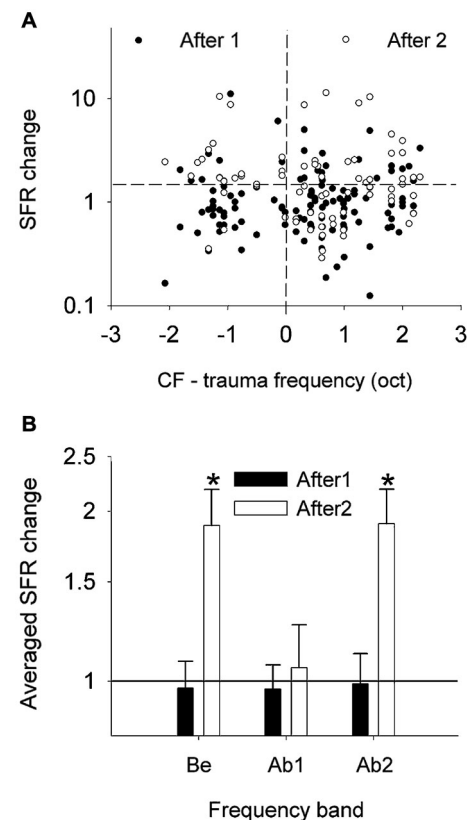 A
After 1 After 2
10
1
0.1
SFR change
-3 -2 -1 0 1 2 3
CF - trauma frequency (oct)
B
2.5
2
1.5
1
Averaged SFR change
* *
After1
After2
Be Ab1 Ab2
Frequency band